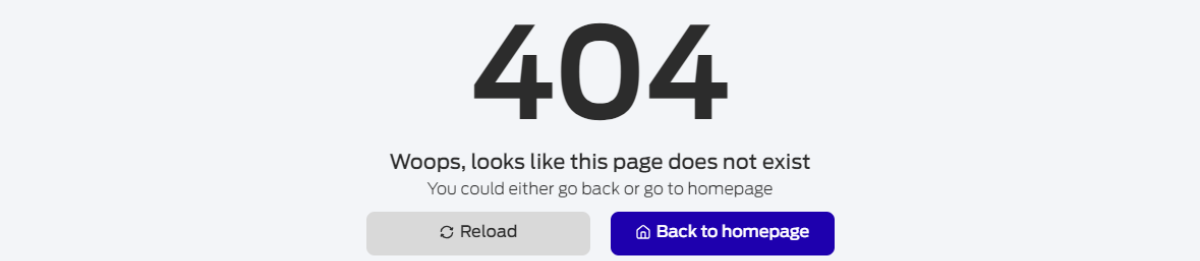 404
Woops, looks like this page does not exist
You could either go back or go to homepage
Reload
Back to homepage